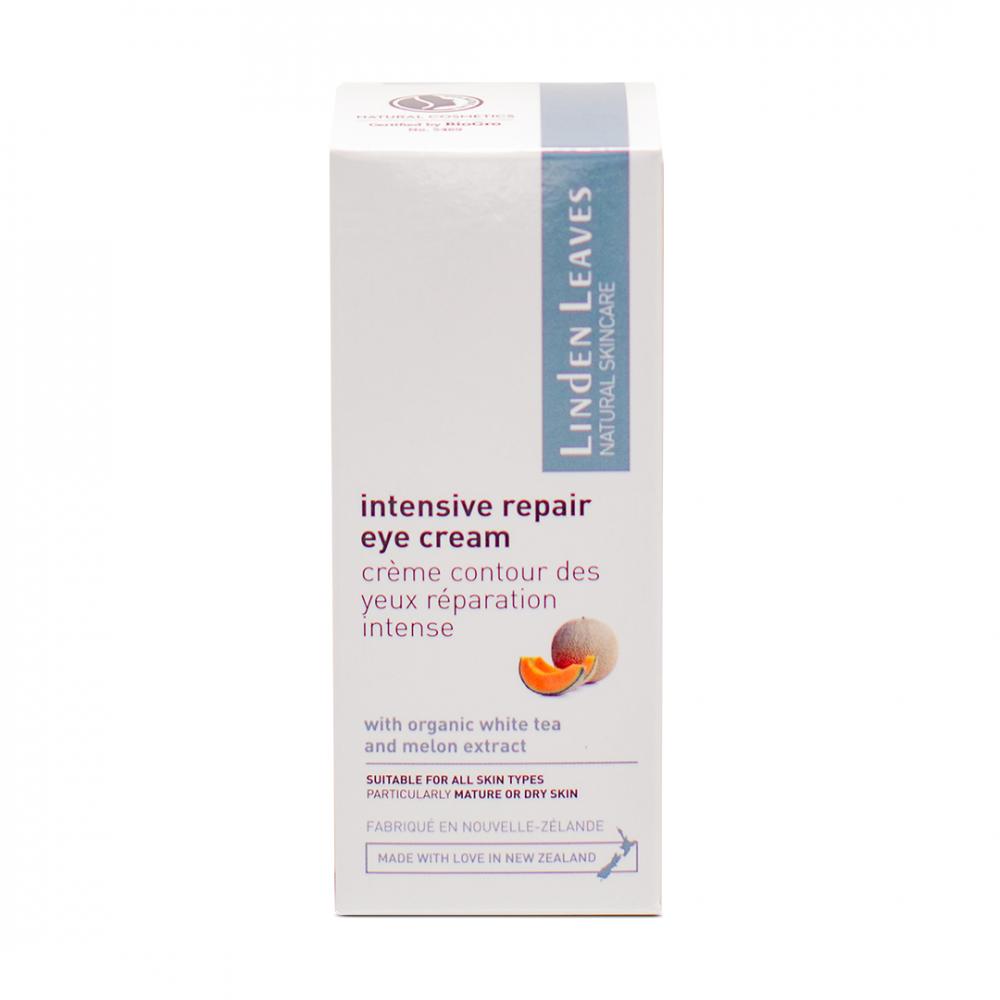 NATURAL COSMETICS
Certified by BioGro
LINdEN LEAVES
NATURAL SKINCARE
intensive repair
eye cream
crème contour des
yeux réparation
intense
with organic white tea
and melon extract
SUITABLE FOR ALL SKIN TYPES
PARTICULARLY MATURE OR DRY SKIN
FABRIQUÉ EN NOUVELLE-ZÉLANDE
MADE WITH LOVE IN NEW ZEALAND